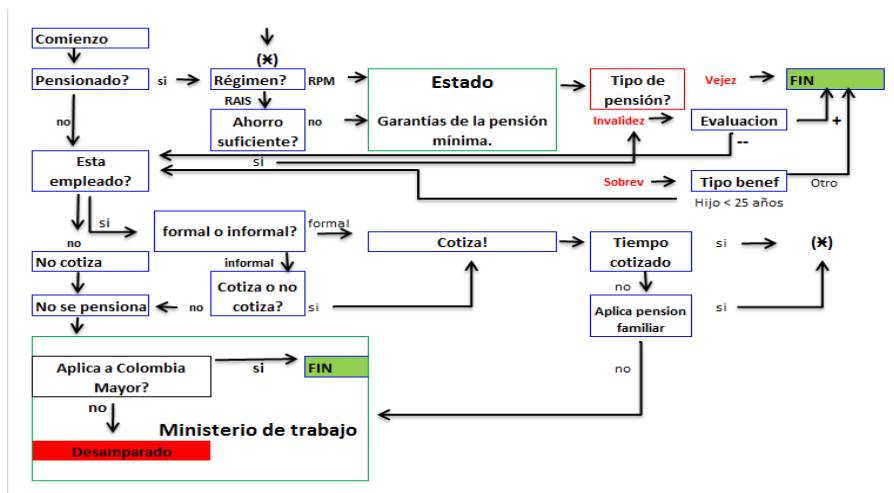 Comienzo
(X)
Pensionado?
si
Régimen?
RPM
Estado
Garantías de la pensión
mínima.
Tipo de
pensión?
Vejez
FIN
RAIS
no
Ahorro
suficiente?
no
Invalidez
Evaluacion
+
--
si
Esta
empleado?
Sobrev
Tipo benef
Otro
Hijo < 25 años
si
no
formal o informal?
formal
Cotiza!
Tiempo
cotizado
si
(X)
informal
No cotiza
Cotiza o no
cotiza?
no
si
No se pensiona
no
Aplica pension
familiar
si
no
Aplica a Colombia
Mayor?
si
FIN
no
Ministerio de trabajo
Desamparado